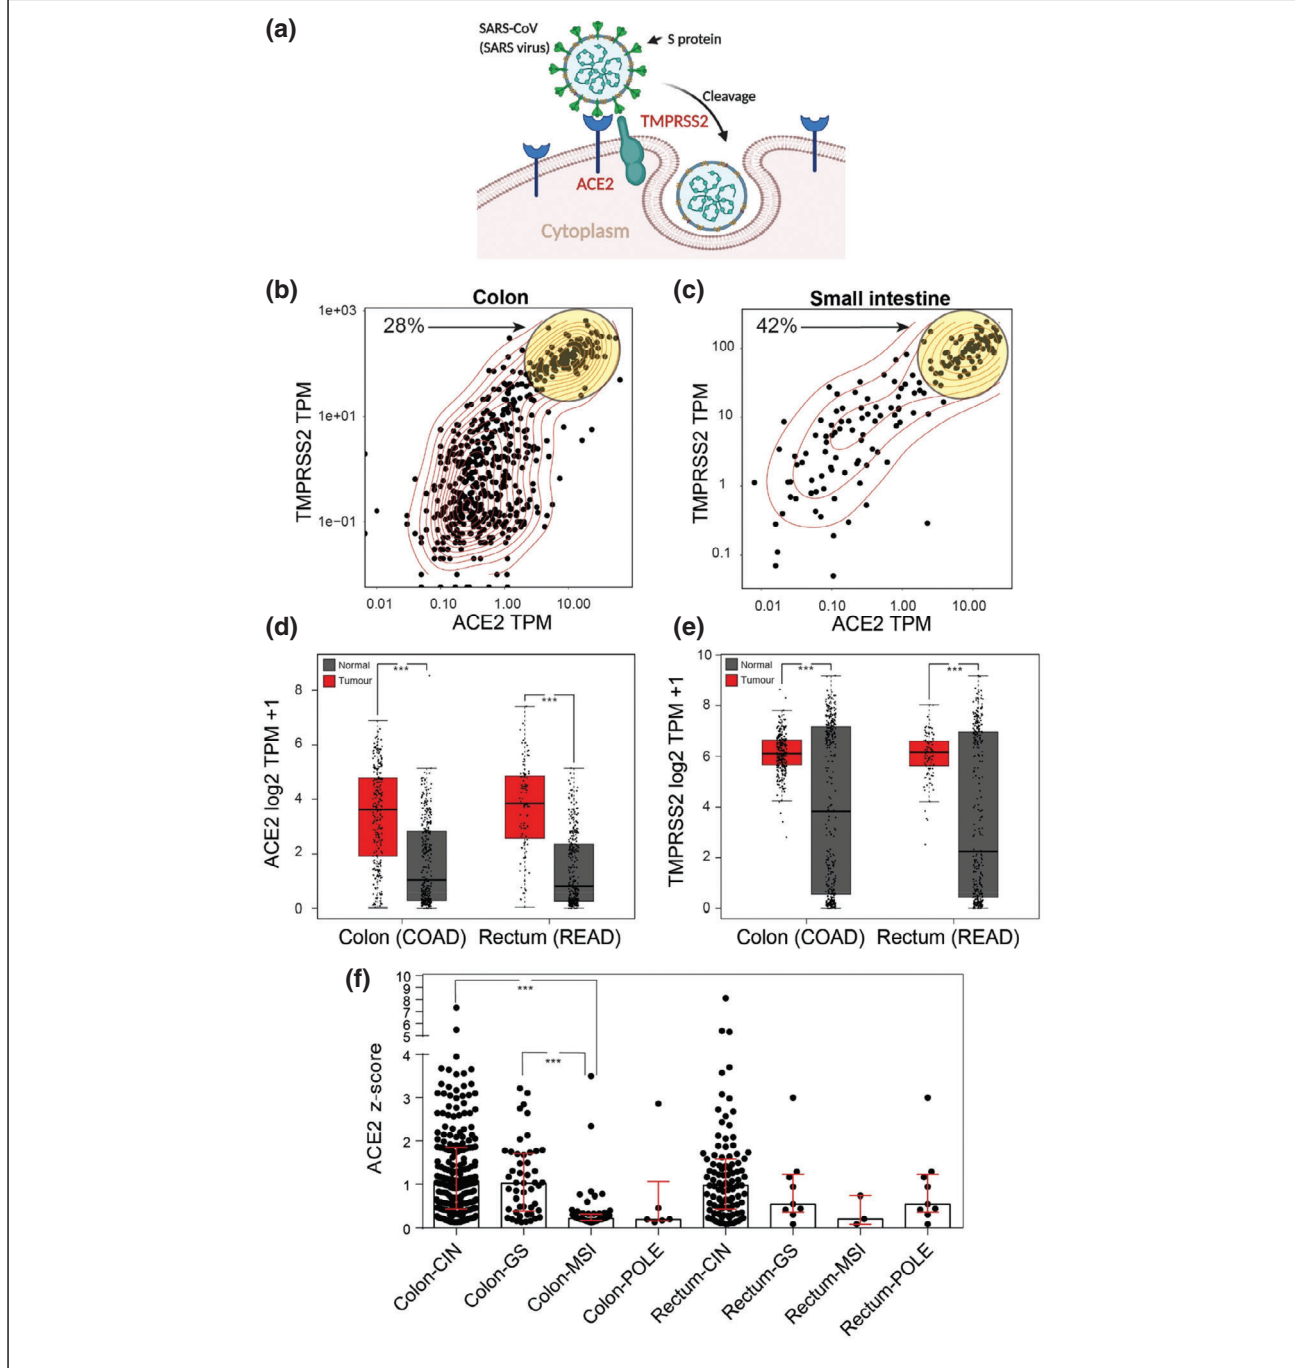 (a)
SARS-CoV
(SARS virus)
S protein
Cleavage
TMPRSS2
ACE2
Cytoplasm
(b)
Colon
28%
TMPRSS2 TPM
1e+03
1e+01
1e−01
0.01 0.10 1.00 10.00
ACE2 TPM
(c)
Small intestine
42%
TMPRSS2 TPM
100
10
1
0.1
0.01 0.10 1.00 10.00
ACE2 TPM
(d)
Normal
Tumour
***
***
ACE2 log2 TPM +1
8
6
4
2
0
Colon (COAD) Rectum (READ)
(e)
Normal
Tumour
***
***
TMPRSS2 log2 TPM +1
10
8
6
4
2
0
Colon (COAD) Rectum (READ)
(f)
***
***
ACE2 z-score
10
9
8
7
6
5
4
3
2
1
0
Colon-CIN
Colon-GS
Colon-MSI
Colon-POLE
Rectum-CIN
Rectum-GS
Rectum-MSI
Rectum-POLE